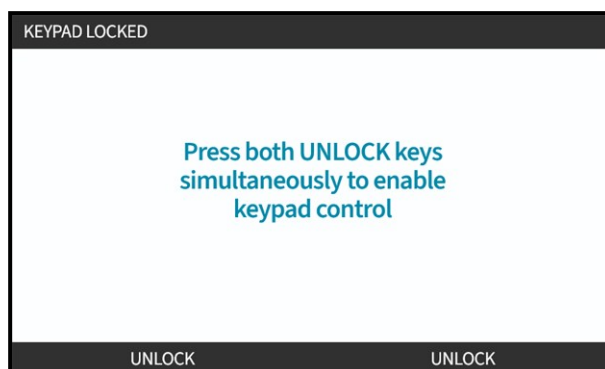 KEYPAD LOCKED
Press both UNLOCK keys
simultaneously to enable
keypad control
UNLOCK UNLOCK